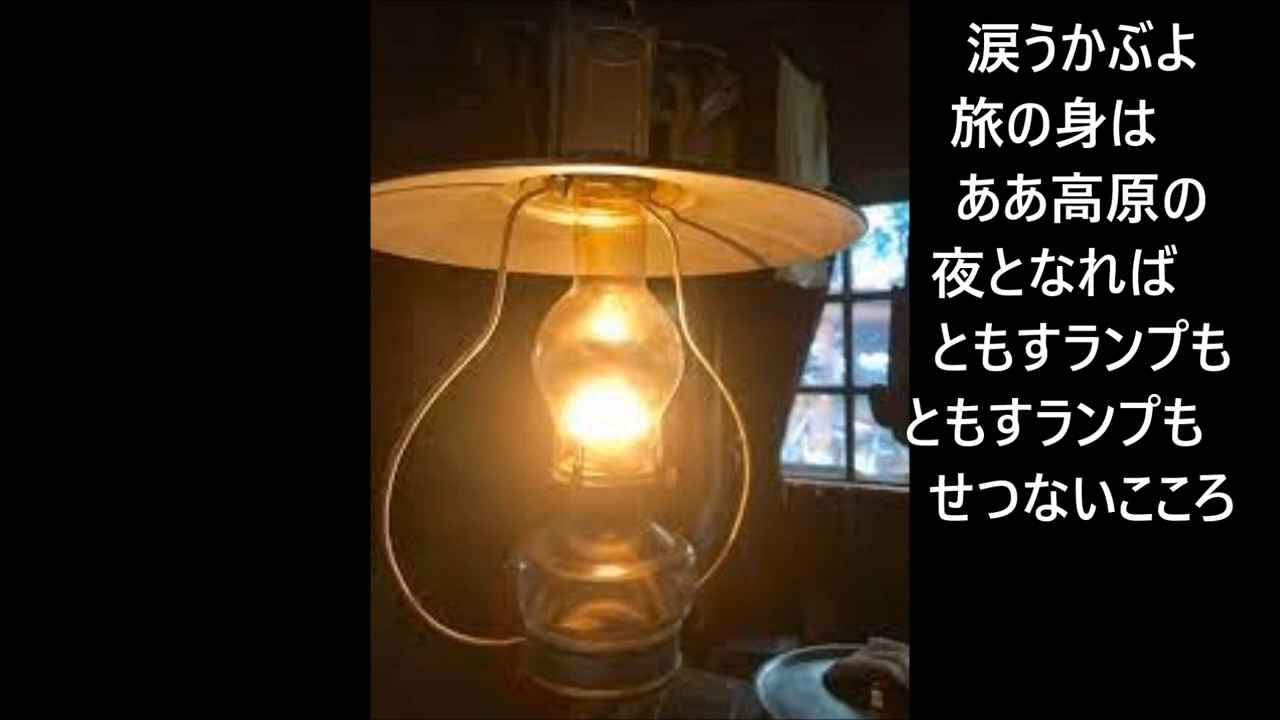 涙うかぶよ
旅の身は
ああ高原の
夜となれば
ともすランプも
ともすランプも
せつないこころ